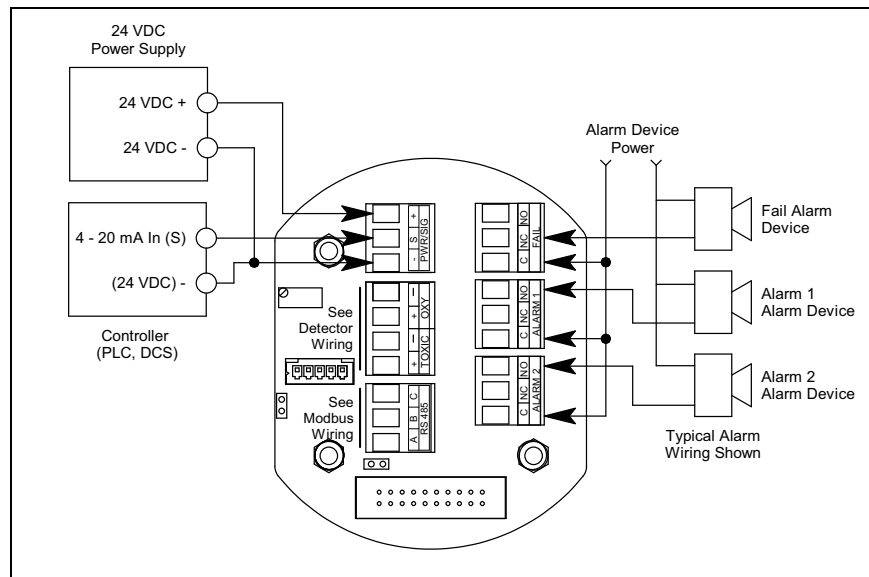 24 VDC
Power Supply
24 VDC +
24 VDC -
4 - 20 mA In (S)
(24 VDC) -
Controller
(PLC, DCS)
+
S
-
PWR/SIG
See
Detector
Wiring
–
+
OXY
–
+
TOXIC
See
Modbus
Wiring
C
B
A
RS 485
NO
NC
C
FAIL
NO
NC
C
ALARM 1
NO
NC
C
ALARM 2
Alarm Device
Power
Fail Alarm
Device
Alarm 1
Alarm Device
Alarm 2
Alarm Device
Typical Alarm
Wiring Shown